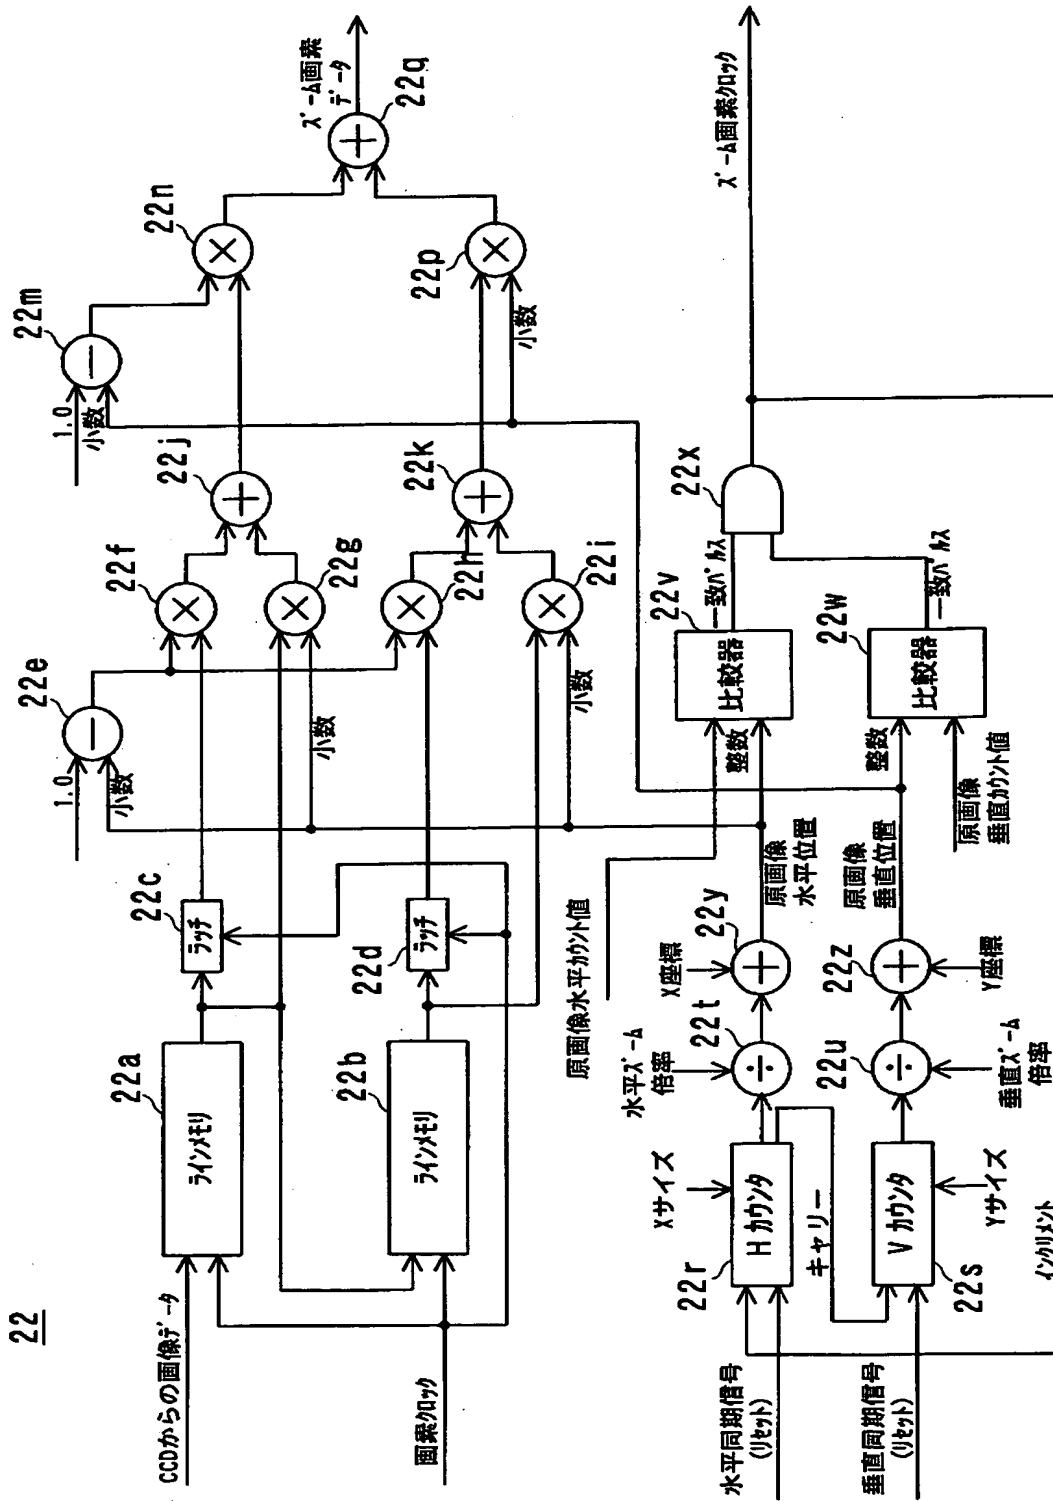 22
CCDからの画像データ
画素クロック
22a
ラインメモリ
22b
ラインメモリ
22c
ラッチ
22d
ラッチ
1.0
小数
22e
小数
小数
22f
22g
22h
22i
22j
22k
1.0
小数
22m
小数
22n
22p
22q
ズーム画素
データ
原画像水平カウント値
水平同期信号
(リセット)
垂直同期信号
(リセット)
22r
Hカウンタ
Xサイズ
キャリー
Vカウンタ
22s
Yサイズ
インクリメント
水平ズーム
倍率
22t
22u
垂直ズーム
倍率
X座標
22y
22z
Y座標
原画像
水平位置
原画像
垂直位置
整数
整数
原画像
垂直カウント値
22v
比較器
22w
比較器
一致パルス
一致パルス
22x
ズーム画素クロック